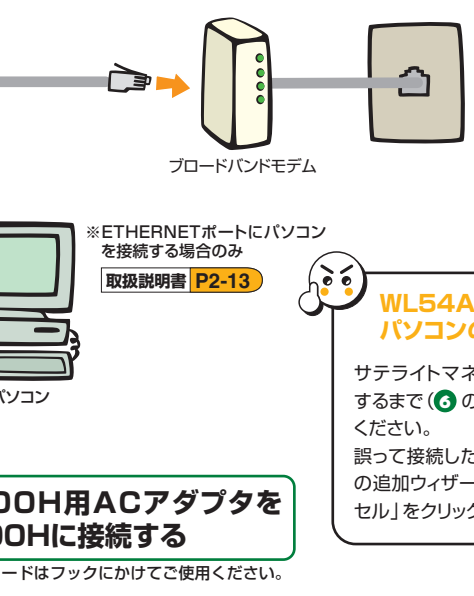 ブロードバンドモデム
※ETHERNETポートにパソコン
を接続する場合のみ
取扱説明書 P2-13
パソコン
WL54A
パソコンの
サテライトマネ
するまで（6 の
ください。
誤って接続した
の追加ウィザー
セル」をクリック
00H用ACアダプタを
00Hに接続する
ードはフックにかけてご使用ください。